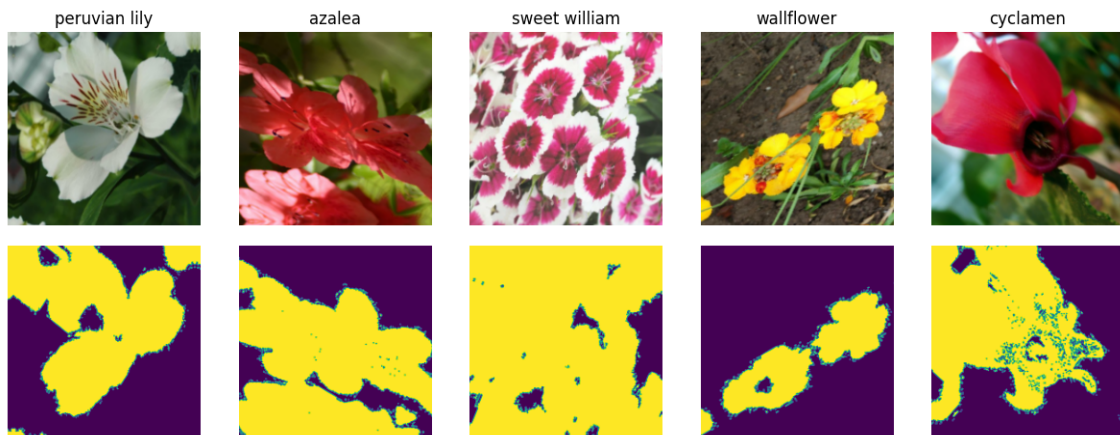 peruvian lily
azalea
sweet william
wallflower
cyclamen